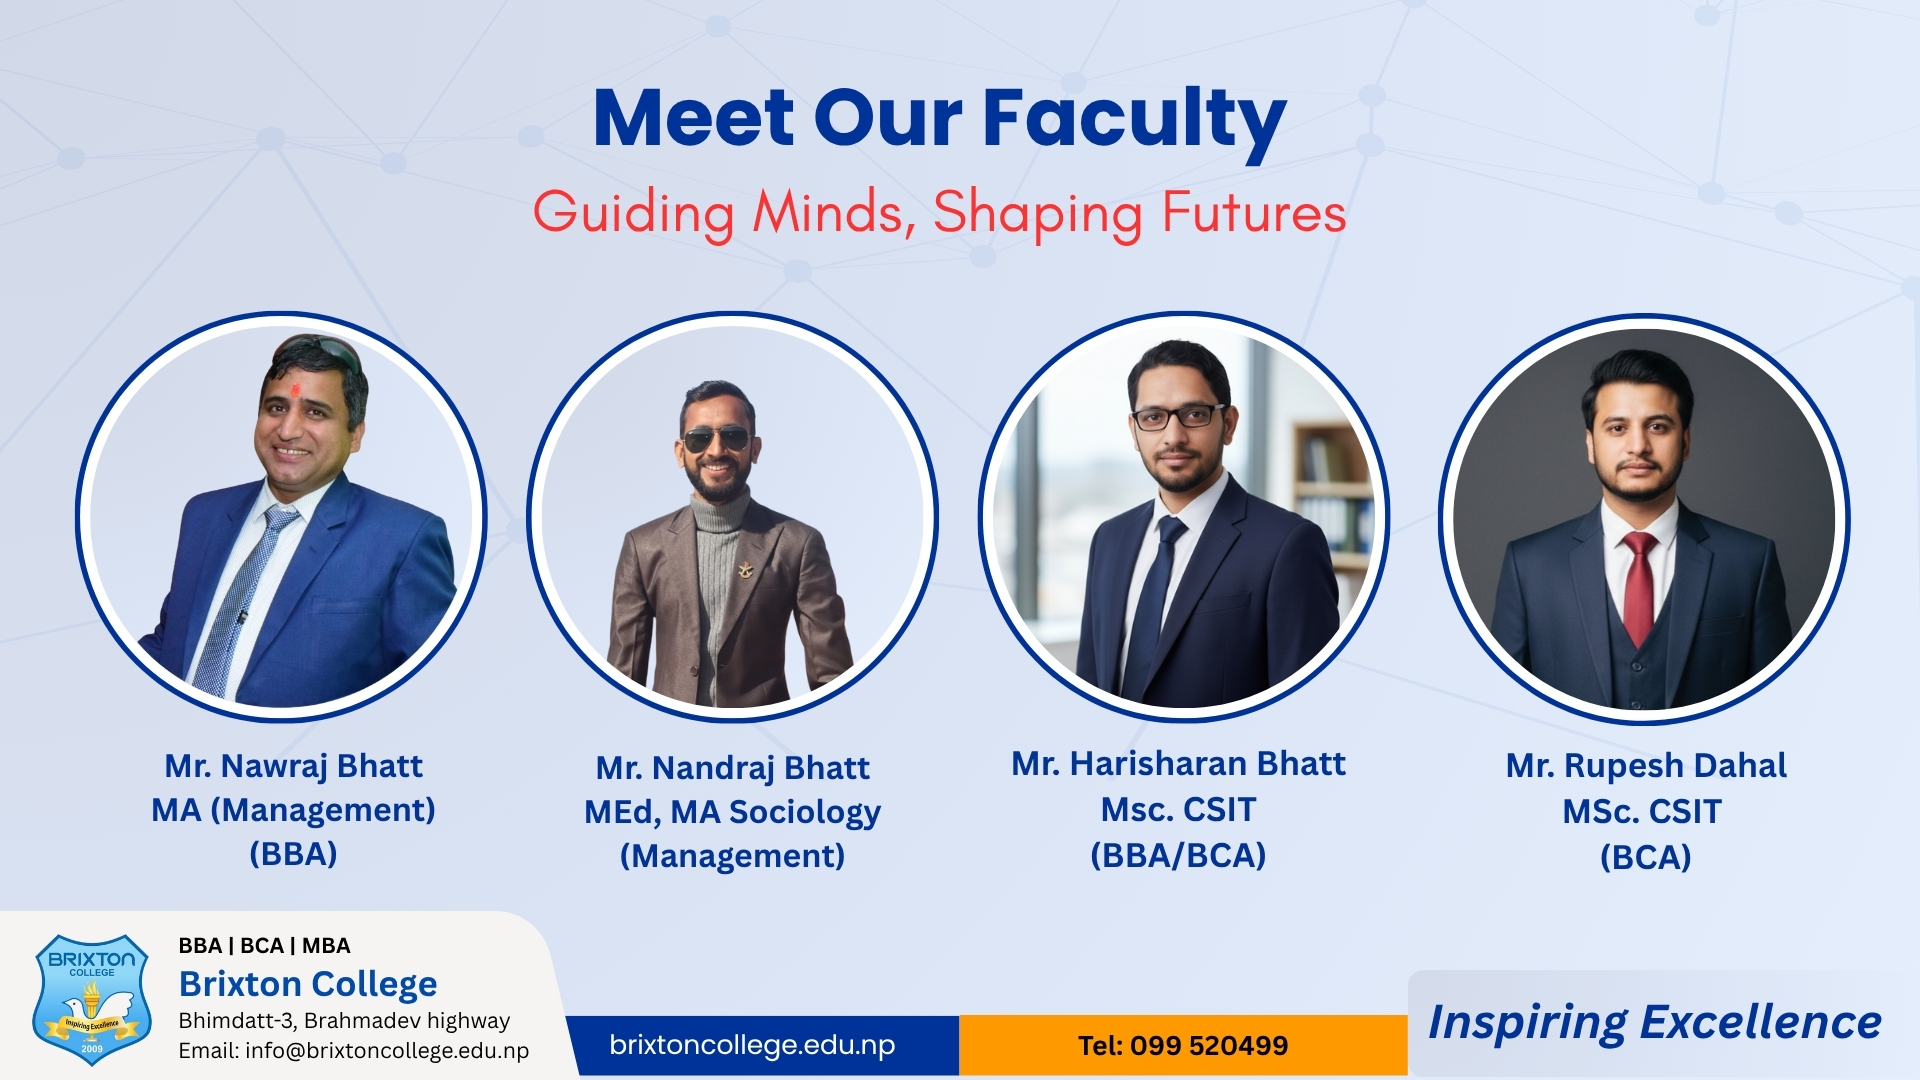 Meet Our Faculty
Guiding Minds, Shaping Futures
Mr. Nawraj Bhatt
MA (Management)
(BBA)
Mr. Nandraj Bhatt
MEd, MA Sociology
(Management)
Mr. Harisharan Bhatt
Msc. CSIT
(BBA/BCA)
Mr. Rupesh Dahal
MSc. CSIT
(BCA)
BRIXTON
COLLEGE
Inspiring Excellence
2009
BBA | BCA | MBA
Brixton College
Bhimdatt-3, Brahmadev highway
Email: info@brixtoncollege.edu.np
brixtoncollege.edu.np
Tel: 099 520499
Inspiring Excellence